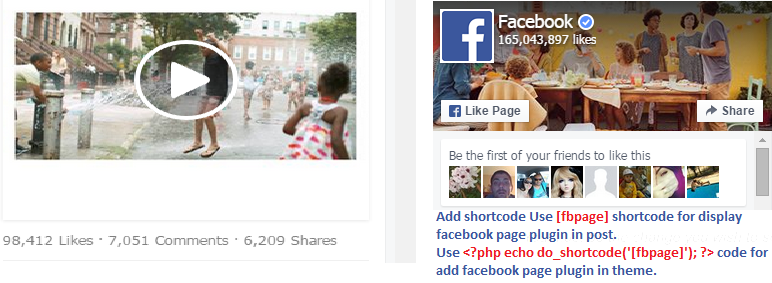 98,412 Likes · 7,051 Comments · 6,209 Shares
f
Facebook
165,043,897 likes
f Like Page
Share
Be the first of your friends to like this
Add shortcode Use [fbpage] shortcode for display
facebook page plugin in post.
Use <?php echo do_shortcode('[fbpage]'); ?> code for
add facebook page plugin in theme.